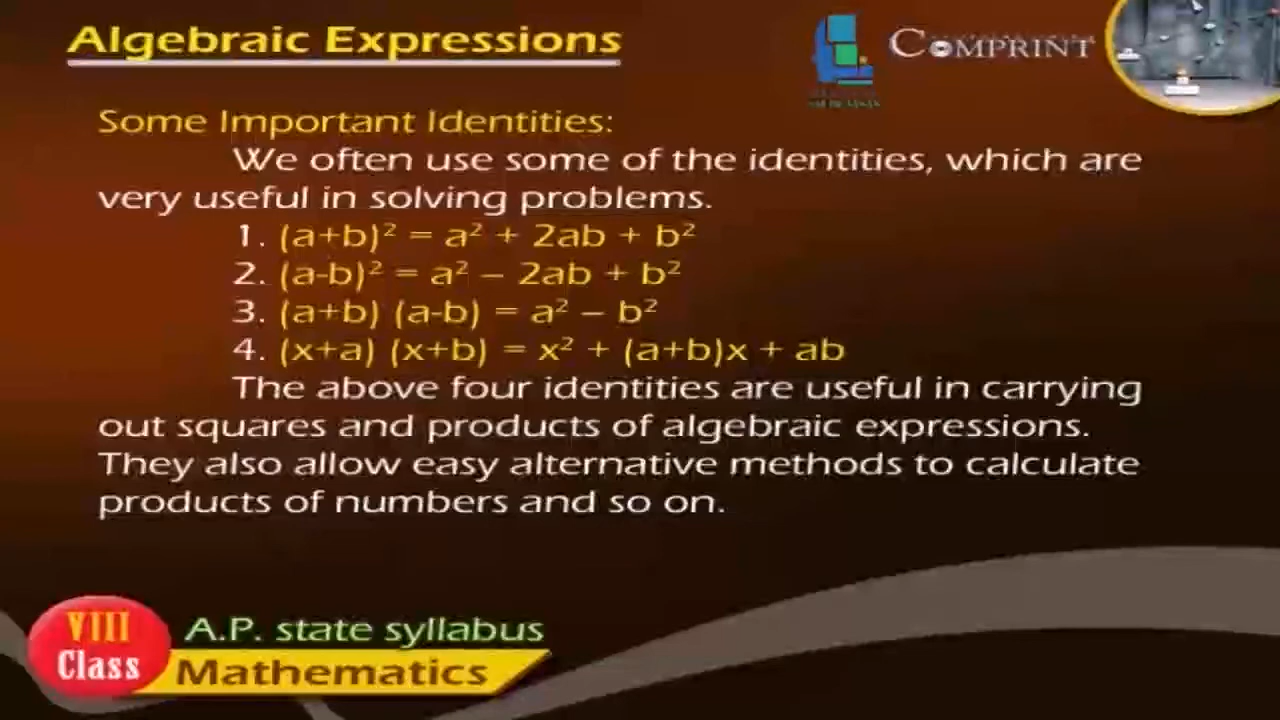 Algebraic Expressions
COMPRINT
Some Important Identities:
We often use some of the identities, which are
very useful in solving problems.
1. (a+b)² = a² + 2ab + b²
2. (a-b)² = a² – 2ab + b²
3. (a+b) (a-b) = a² – b²
4. (x+a) (x+b) = x² + (a+b)x + ab
The above four identities are useful in carrying
out squares and products of algebraic expressions.
They also allow easy alternative methods to calculate
products of numbers and so on.
VIII
Class
A.P. state syllabus
Mathematics